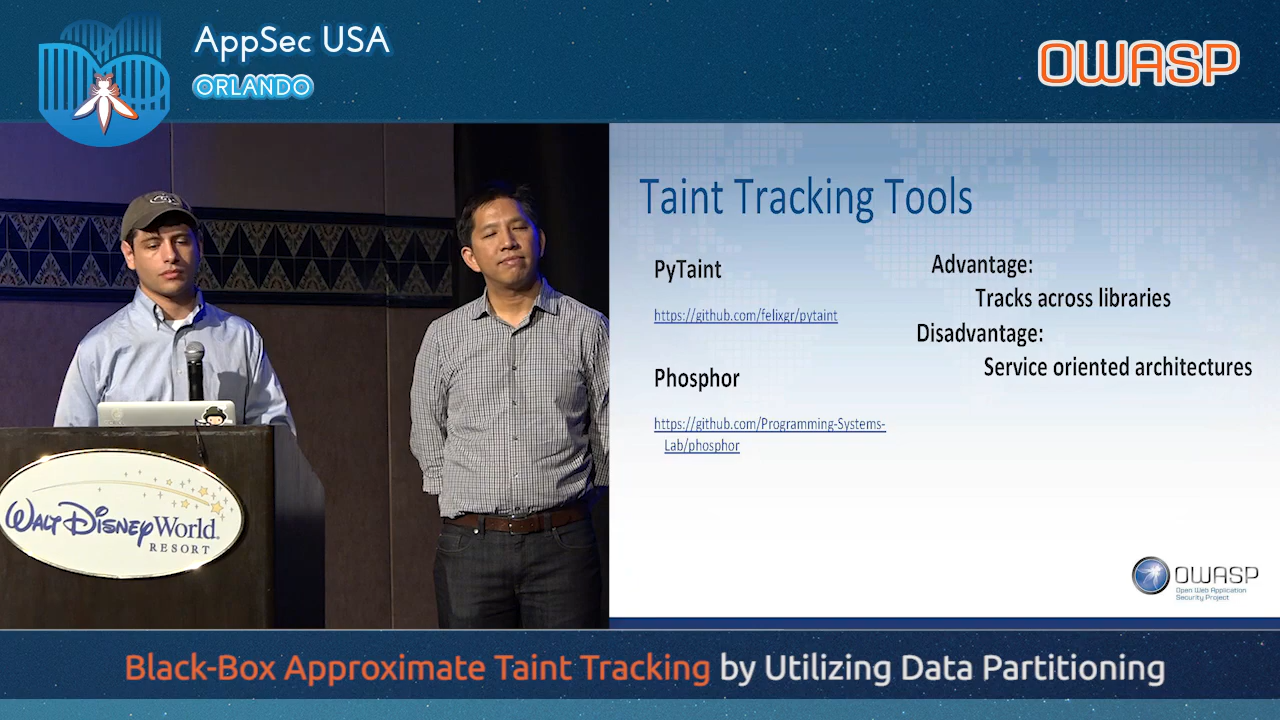 AppSec USA
ORLANDO
OWASP
Taint Tracking Tools
PyTaint
https://github.com/felixgr/pytaint
Phosphor
https://github.com/Programming-Systems-
Lab/phosphor
Advantage:
Tracks across libraries
Disadvantage:
Service oriented architectures
WALT DISNEY World.
RESORT
OWASP
Open Web Application
Security Project
Black-Box Approximate Taint Tracking by Utilizing Data Partitioning